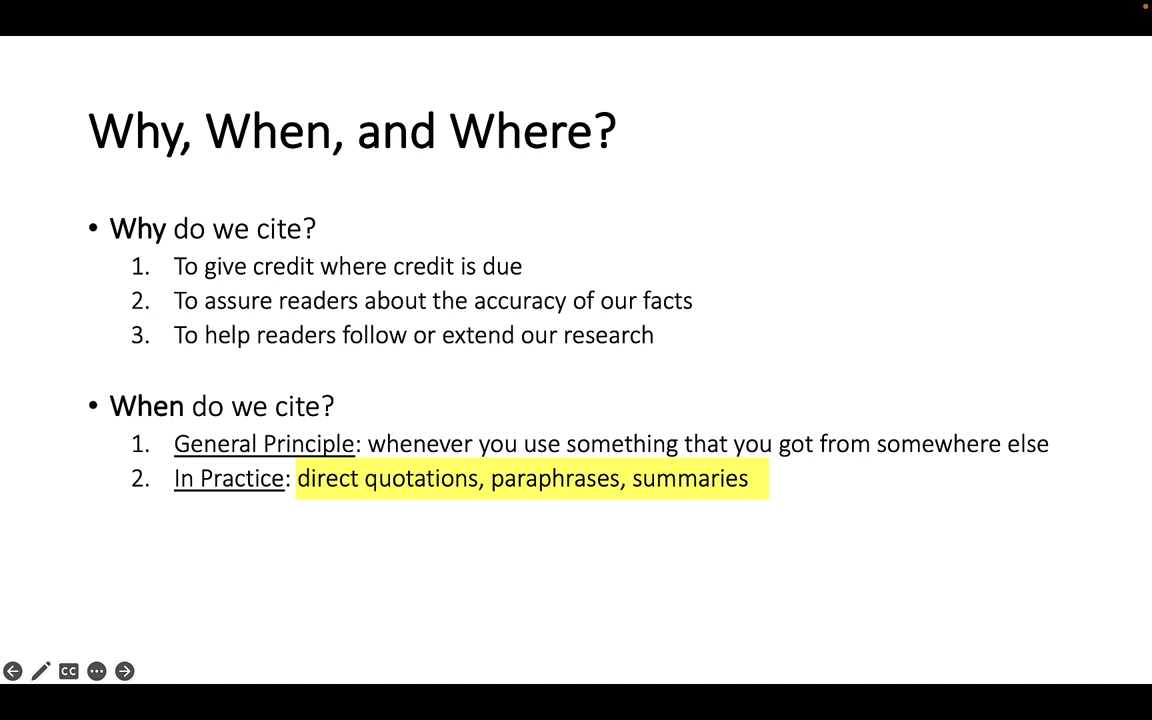 Why, When, and Where?
• Why do we cite?
1. To give credit where credit is due
2. To assure readers about the accuracy of our facts
3. To help readers follow or extend our research
• When do we cite?
1. General Principle: whenever you use something that you got from somewhere else
2. In Practice: direct quotations, paraphrases, summaries
CC